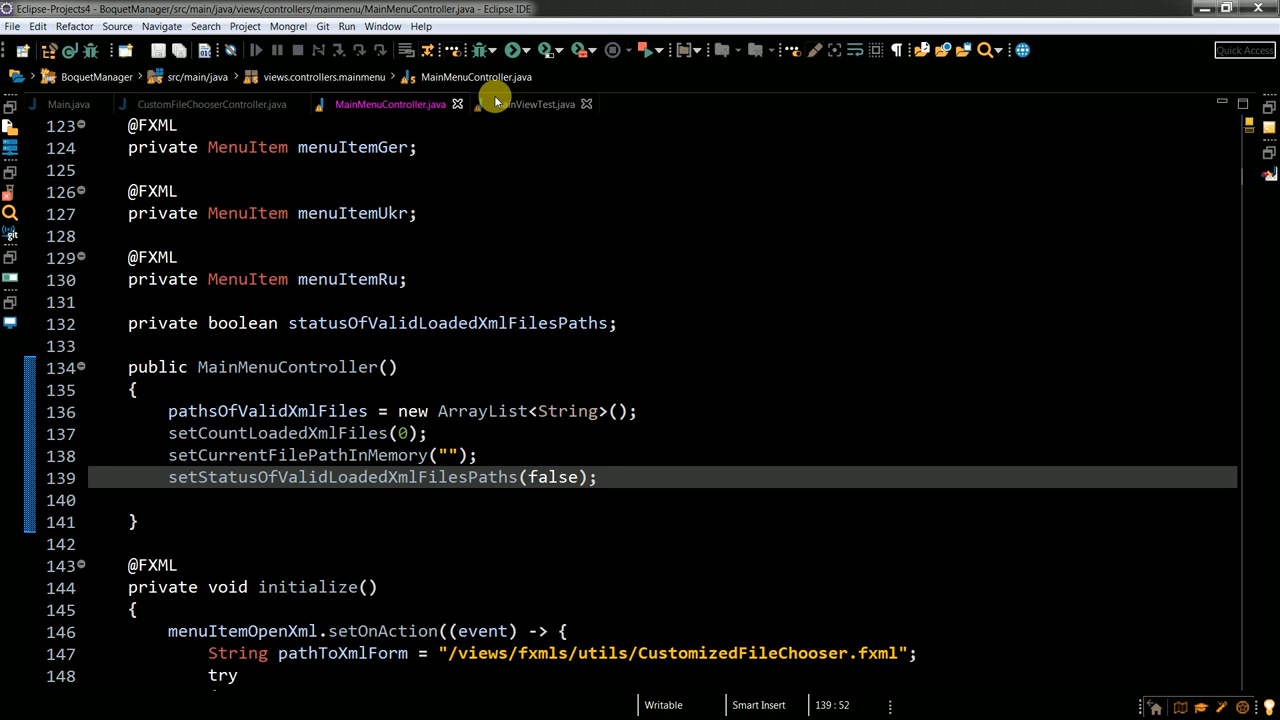 Eclipse-Projects4 - BoquetManager/src/main/java/views/controllers/mainmenu/MainMenuController.java - Eclipse IDE
File Edit Refactor Source Navigate Search Project Mongrel Git Run Window Help
Quick Access
BoquetManager src/main/java views.controllers.mainmenu MainMenuController.java
Main.java CustomFileChooserController.java MainMenuController.java ainViewTest.java
123 @FXML
124 private MenuItem menuItemGer;
125
126 @FXML
127 private MenuItem menuItemUkr;
128
129 @FXML
130 private MenuItem menuItemRu;
131
132 private boolean statusOfValidLoadedXmlFilesPaths;
133
134 public MainMenuController()
135 {
136 pathsOfValidXmlFiles = new ArrayList<String>();
137 setCountLoadedXmlFiles(0);
138 setCurrentFilePathInMemory("");
139 setStatusOfValidLoadedXmlFilesPaths(false);
140
141 }
142
143 @FXML
144 private void initialize()
145 {
146 menuItemOpenXml.setOnAction((event) -> {
147 String pathToXmlForm = "/views/fxmls/utils/CustomizedFileChooser.fxml";
148 try
Writable Smart Insert 139 : 52